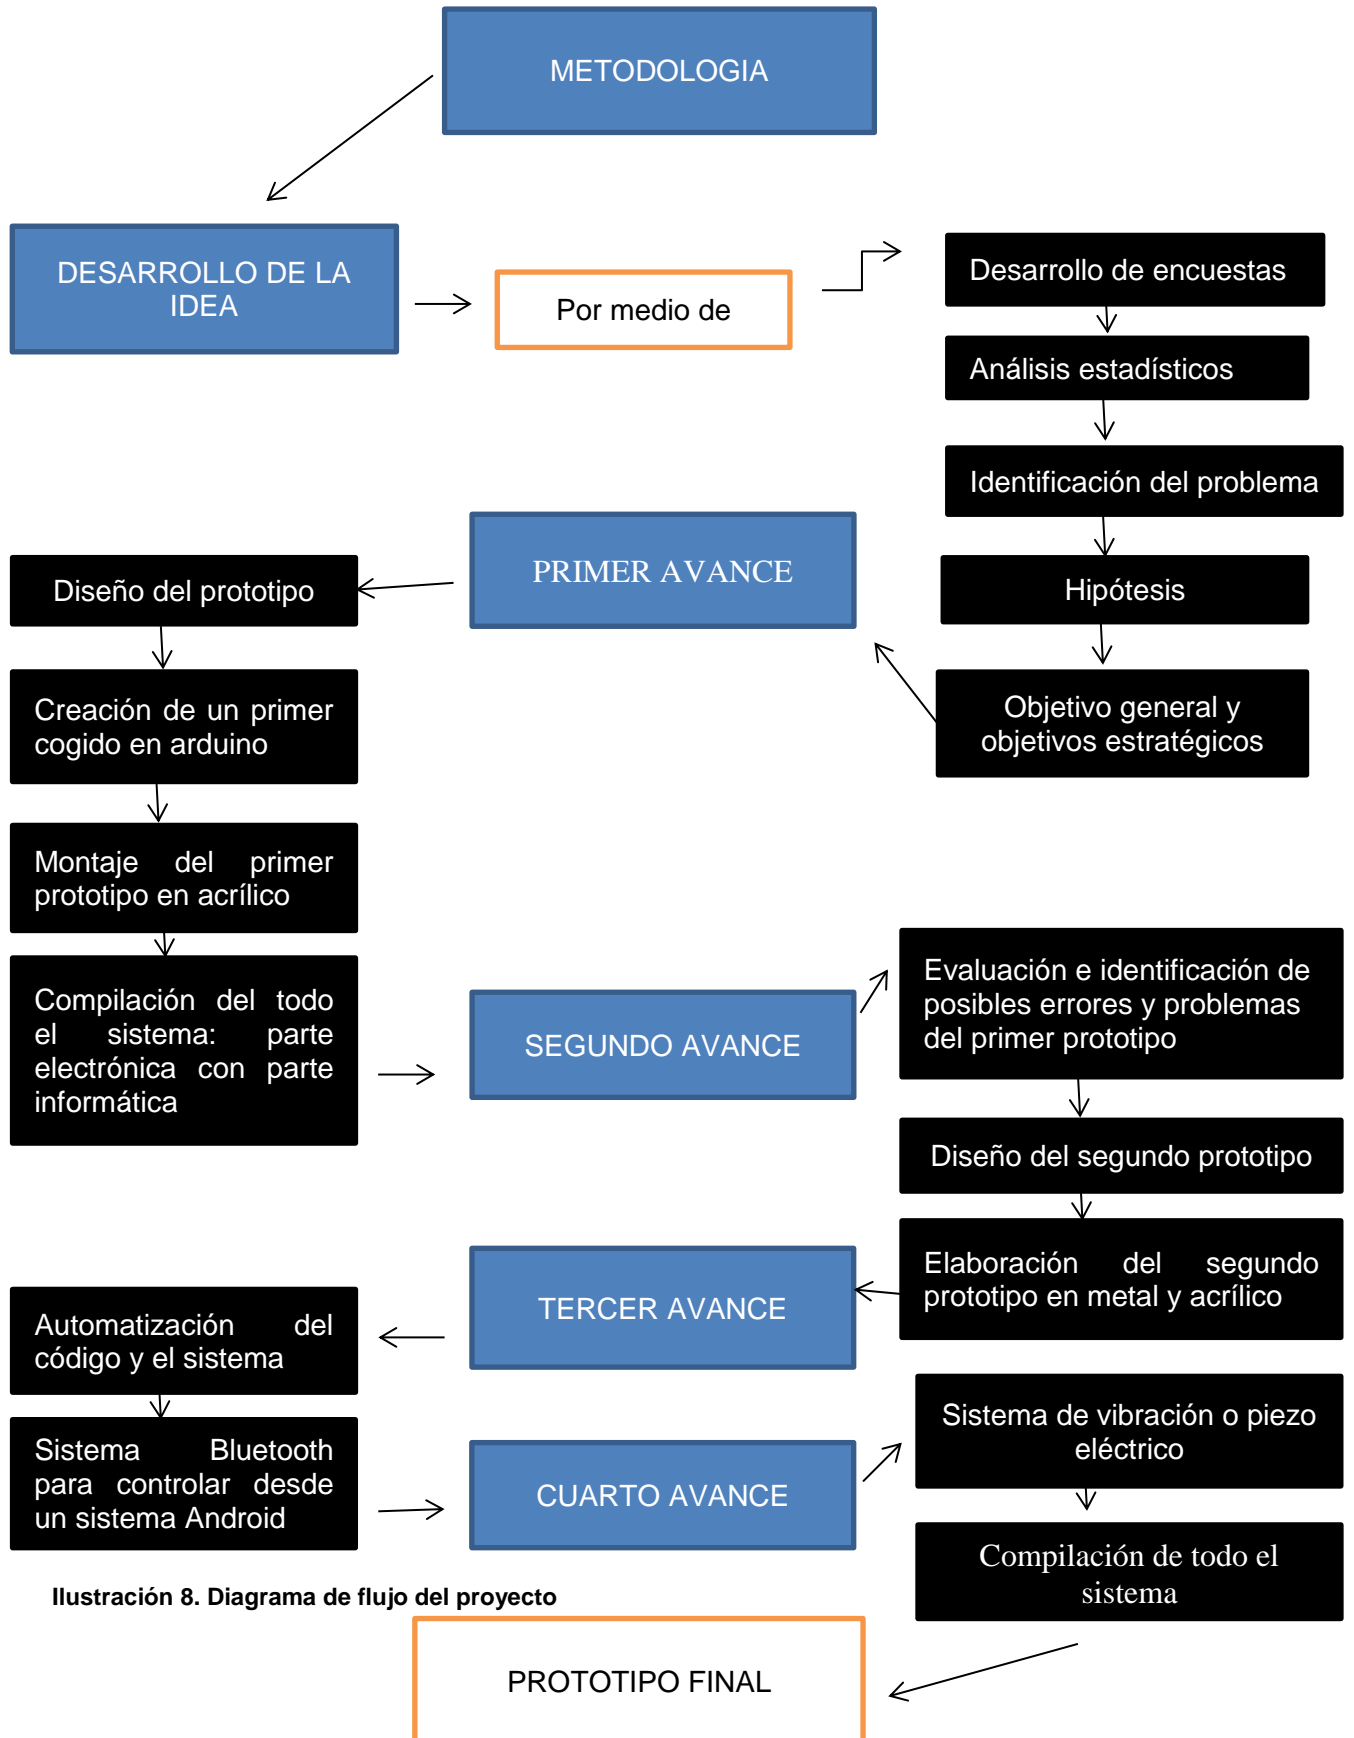 METODOLOGIA
DESARROLLO DE LA
IDEA
Por medio de
Desarrollo de encuestas
Análisis estadísticos
Identificación del problema
Hipótesis
Objetivo general y
objetivos estratégicos
PRIMER AVANCE
Diseño del prototipo
Creación de un primer
cogido en arduino
Montaje del primer
prototipo en acrílico
Compilación del todo
el sistema: parte
electrónica con parte
informática
SEGUNDO AVANCE
Evaluación e identificación de
posibles errores y problemas
del primer prototipo
Diseño del segundo prototipo
Elaboración del segundo
prototipo en metal y acrílico
TERCER AVANCE
Automatización del
código y el sistema
Sistema Bluetooth
para controlar desde
un sistema Android
CUARTO AVANCE
Sistema de vibración o piezo
eléctrico
Compilación de todo el
sistema
Ilustración 8. Diagrama de flujo del proyecto
PROTOTIPO FINAL